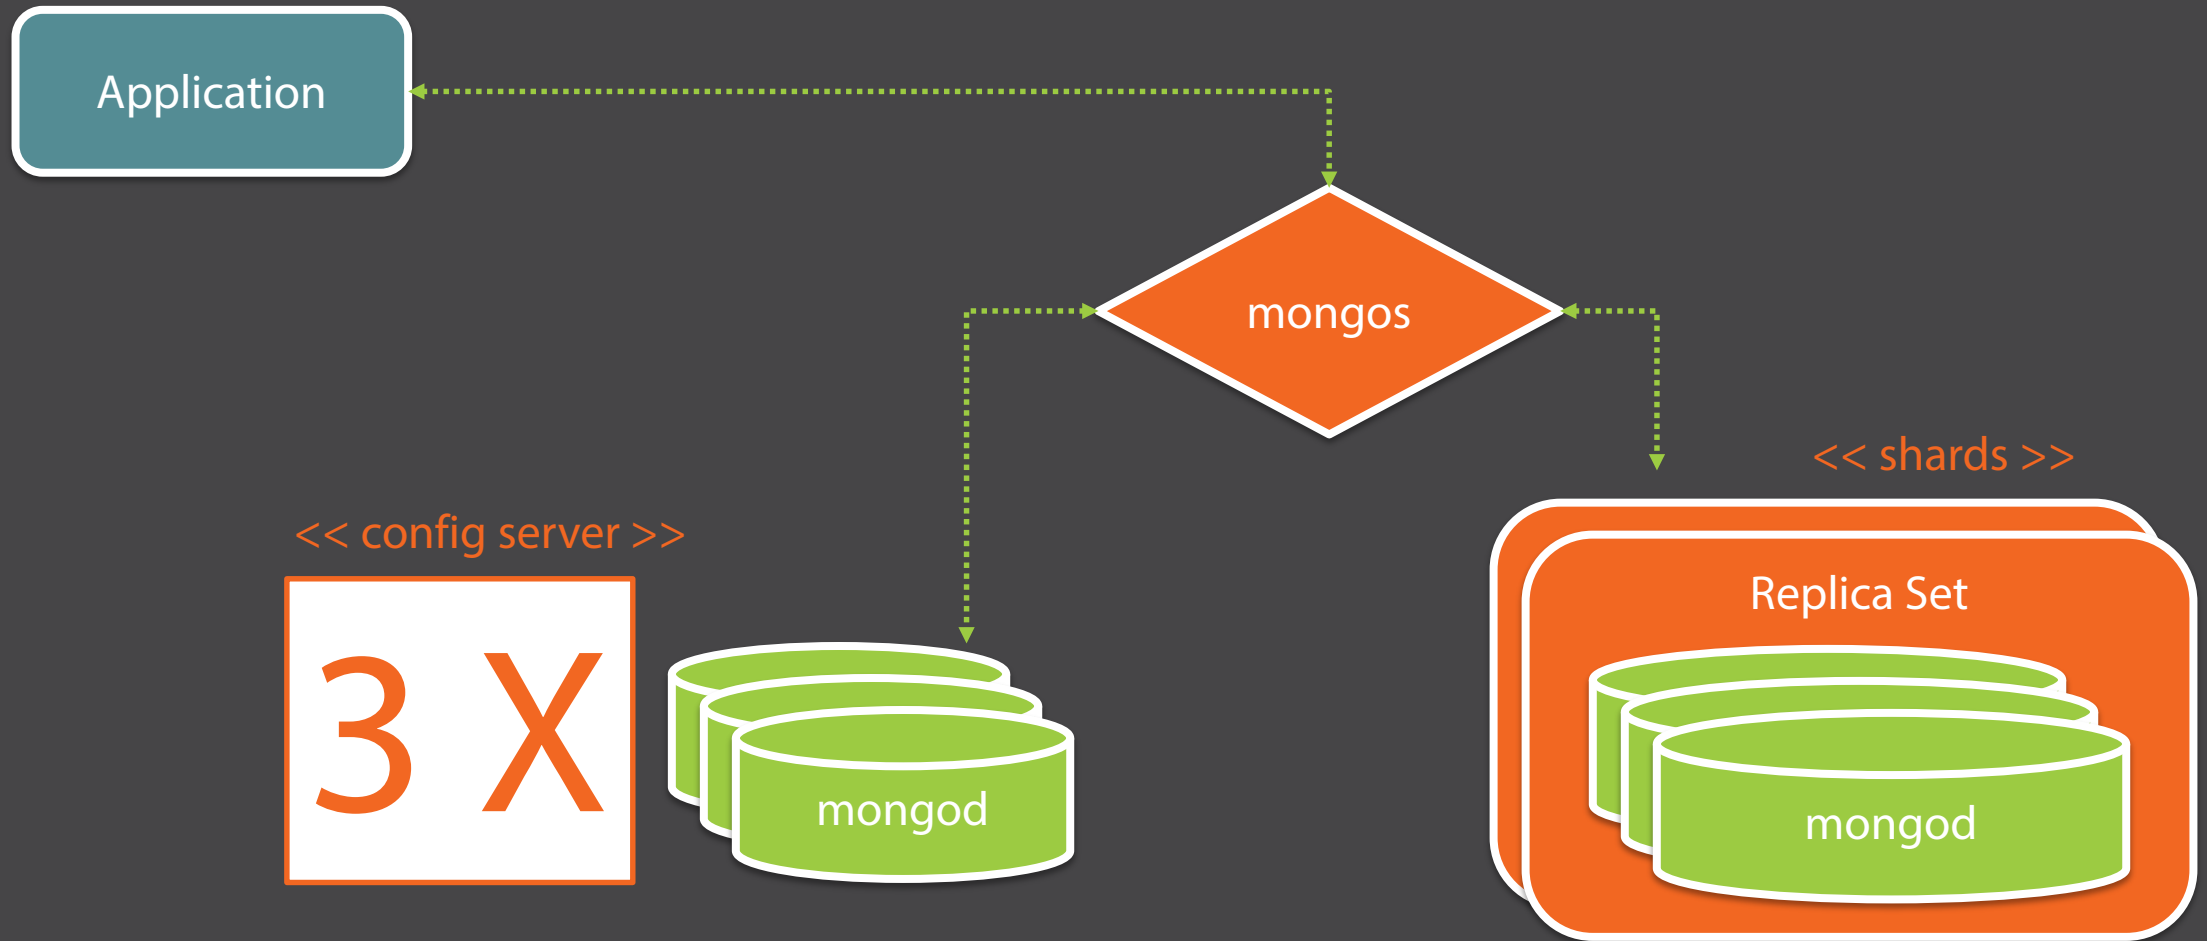 Application
mongos
<< shards >>
<< config server >>
Replica Set
3 X
mongod
mongod